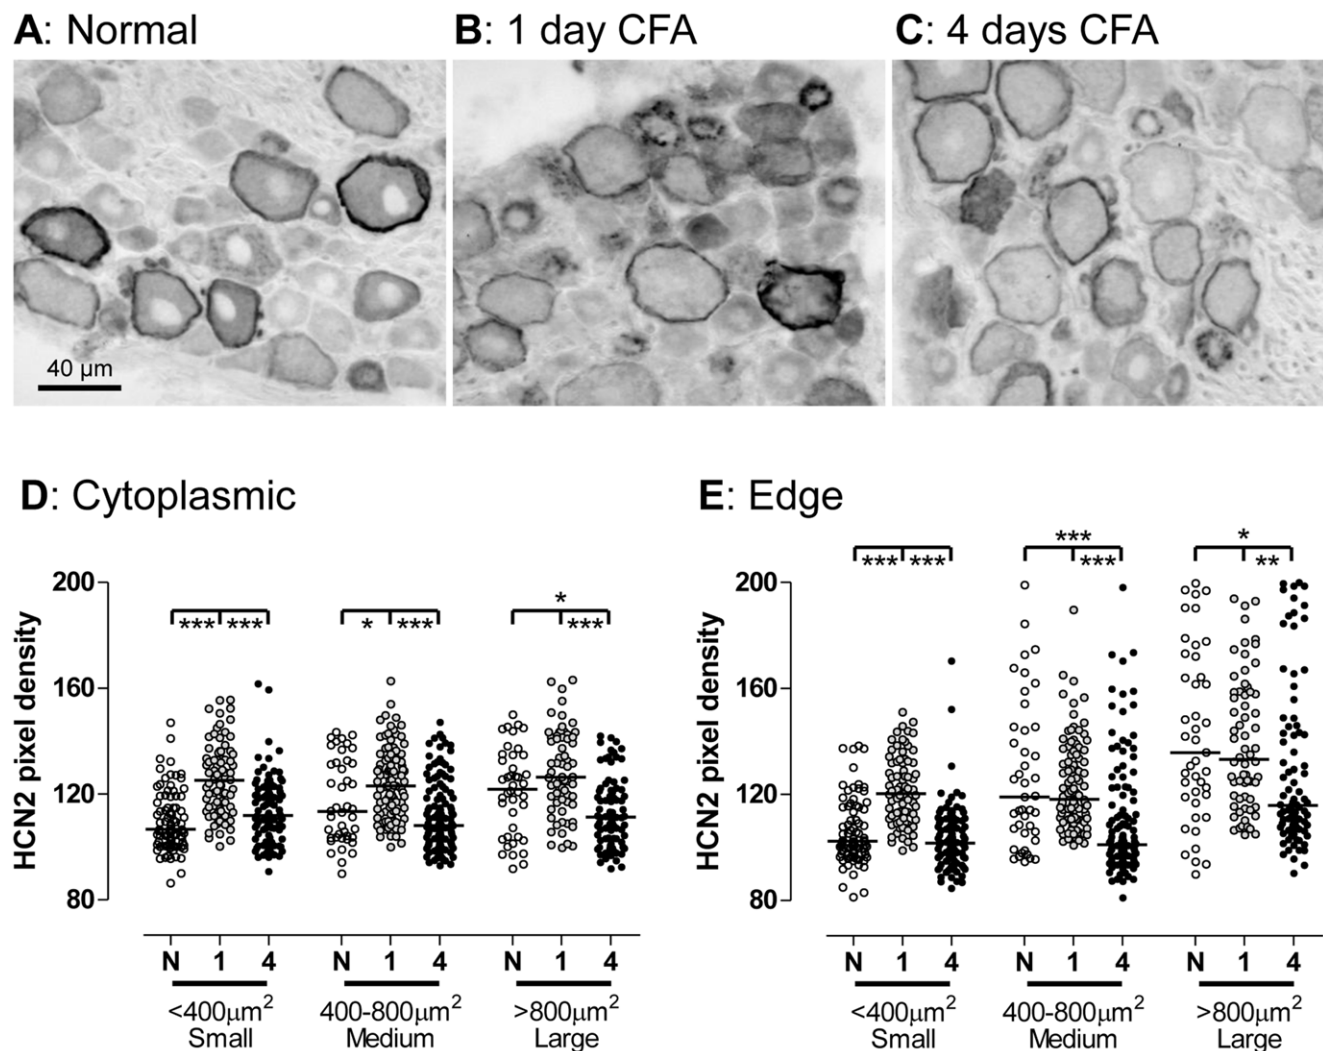 A: Normal
B: 1 day CFA
C: 4 days CFA
40 µm
D: Cytoplasmic
E: Edge
HCN2 pixel density
200
160
120
80
*** ***
* ***
*
***
N 1 4 N 1 4 N 1 4
<400µm² 400-800µm² >800µm²
Small Medium Large
HCN2 pixel density
200
160
120
80
*** ***
***
***
*
**
N 1 4 N 1 4 N 1 4
<400µm² 400-800µm² >800µm²
Small Medium Large